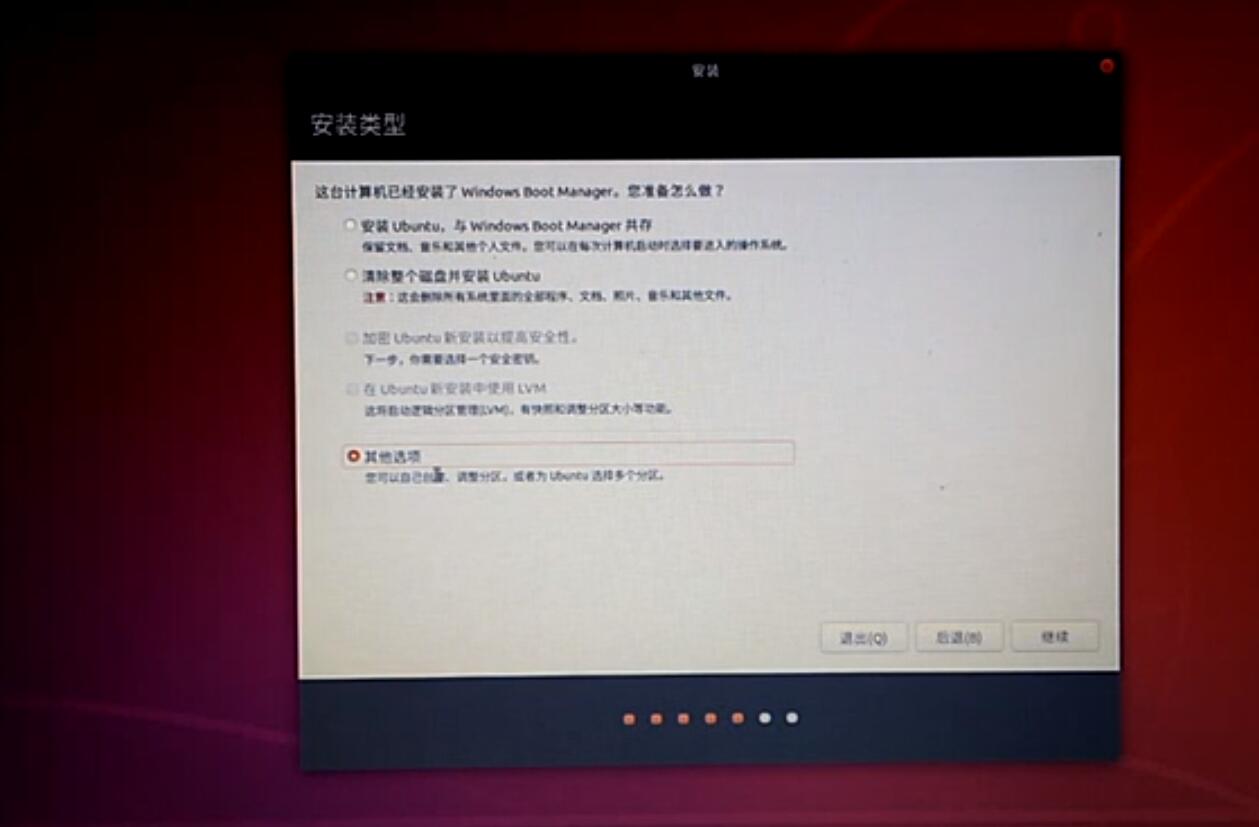 安装
安装类型
这台计算机已经安装了 Windows Boot Manager。您准备怎么做？
安装 Ubuntu，与 Windows Boot Manager 共存
保留文档、音乐和其他个人文件。您可以在每次计算机启动时选择要进入的操作系统。
清除整个磁盘并安装 Ubuntu
注意：这会删除所有系统里面的全部程序、文档、照片、音乐和其他文件。
加密 Ubuntu 新安装以提高安全性。
下一步，你需要选择一个安全密钥。
在 Ubuntu 新安装中使用 LVM
这将启动逻辑分区管理(LVM)，有快照和调整分区大小等功能。
其他选项
您可以自己创建、调整分区，或者为 Ubuntu 选择多个分区。
退出(Q) 后退(B) 继续